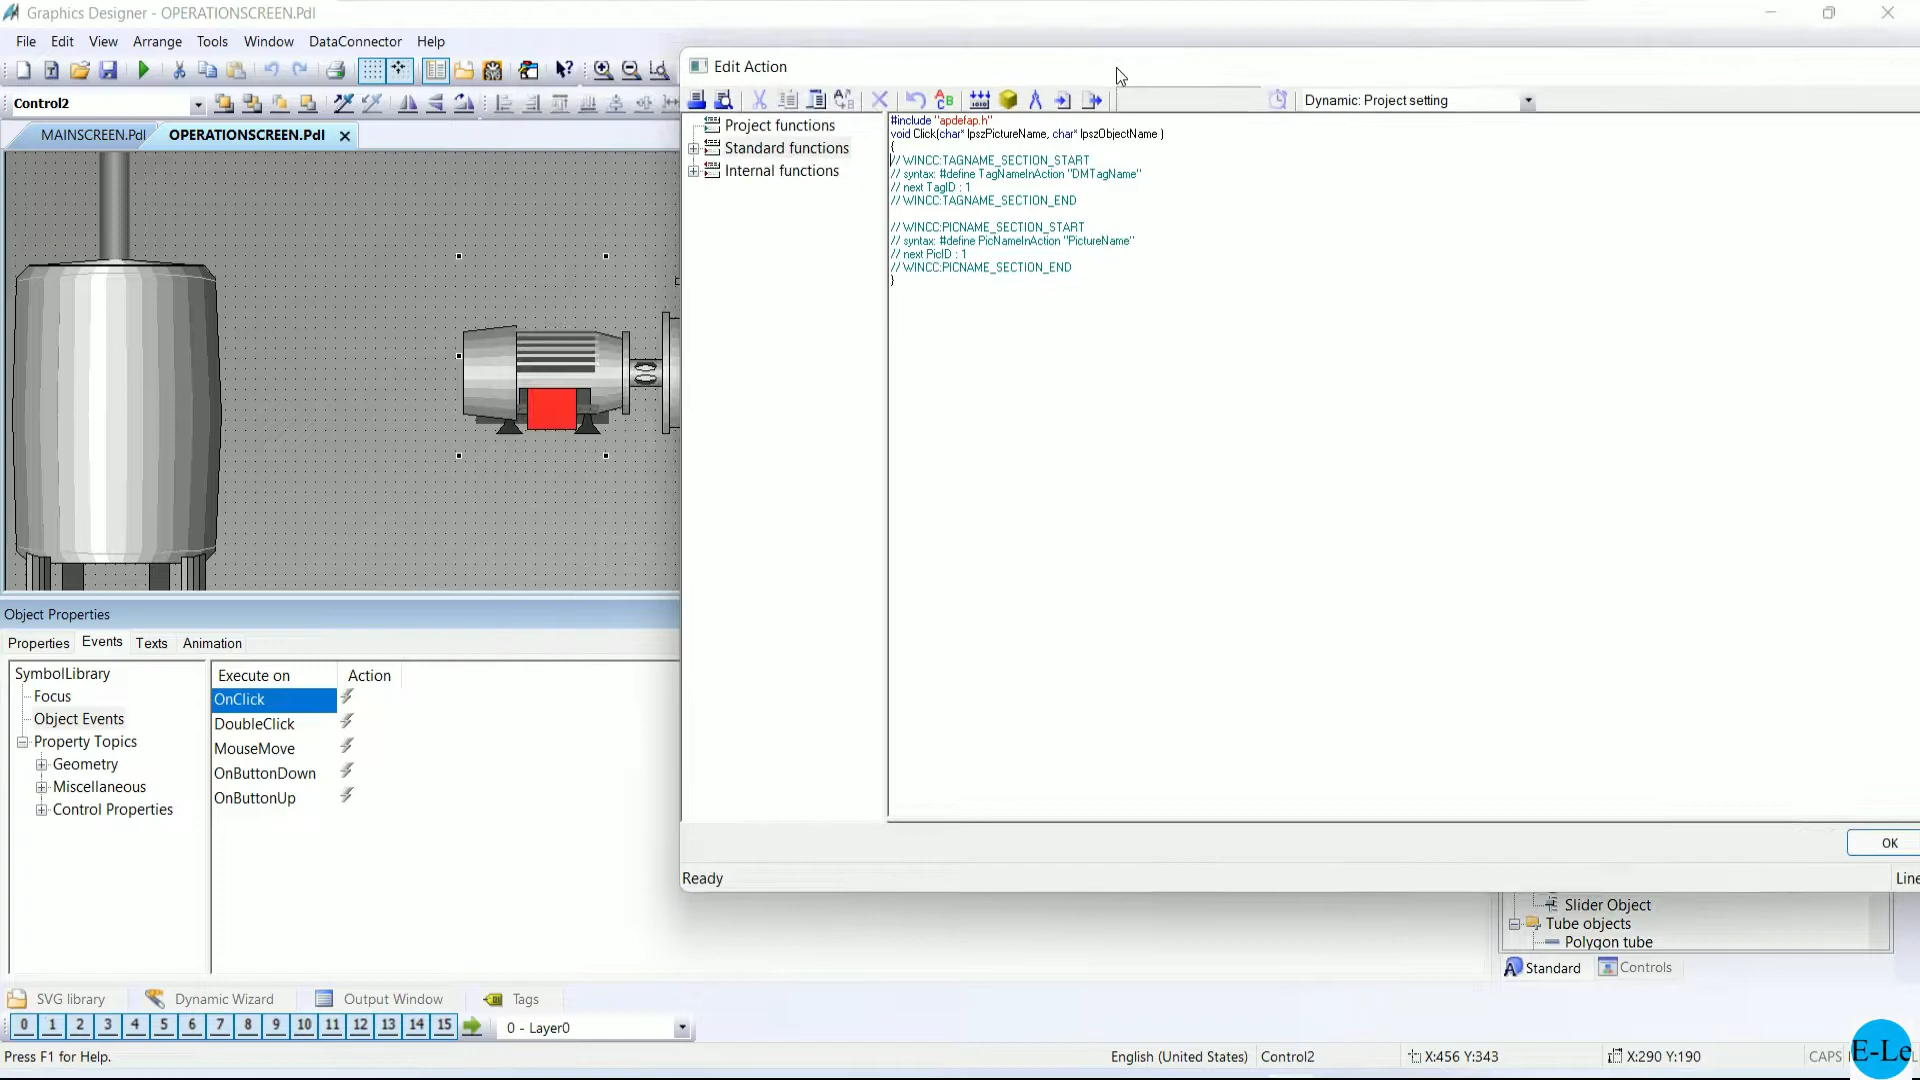 Graphics Designer - OPERATIONSCREEN.Pdl
File Edit View Arrange Tools Window DataConnector Help
Control2
MAINSCREEN.Pdl OPERATIONSCREEN.Pdl
Edit Action
Dynamic: Project setting
Project functions
Standard functions
Internal functions
#include "apdefap.h"
void Click(char* lpszPictureName, char* lpszObjectName )
{
// WINCC:TAGNAME_SECTION_START
// syntax: #define TagNameInAction "DMTagName"
// next TagID : 1
// WINCC:TAGNAME_SECTION_END
// WINCC:PICNAME_SECTION_START
// syntax: #define PicNameInAction "PictureName"
// next PicID : 1
// WINCC:PICNAME_SECTION_END
}
OK
Ready
Line
Object Properties
Properties Events Texts Animation
SymbolLibrary
Focus
Object Events
Property Topics
Geometry
Miscellaneous
Control Properties
Execute on Action
OnClick
DoubleClick
MouseMove
OnButtonDown
OnButtonUp
Slider Object
Tube objects
Polygon tube
Standard Controls
SVG library Dynamic Wizard Output Window Tags
0 1 2 3 4 5 6 7 8 9 10 11 12 13 14 15 0 - Layer0
Press F1 for Help. English (United States) Control2 X:456 Y:343 X:290 Y:190 CAPS
E-Le